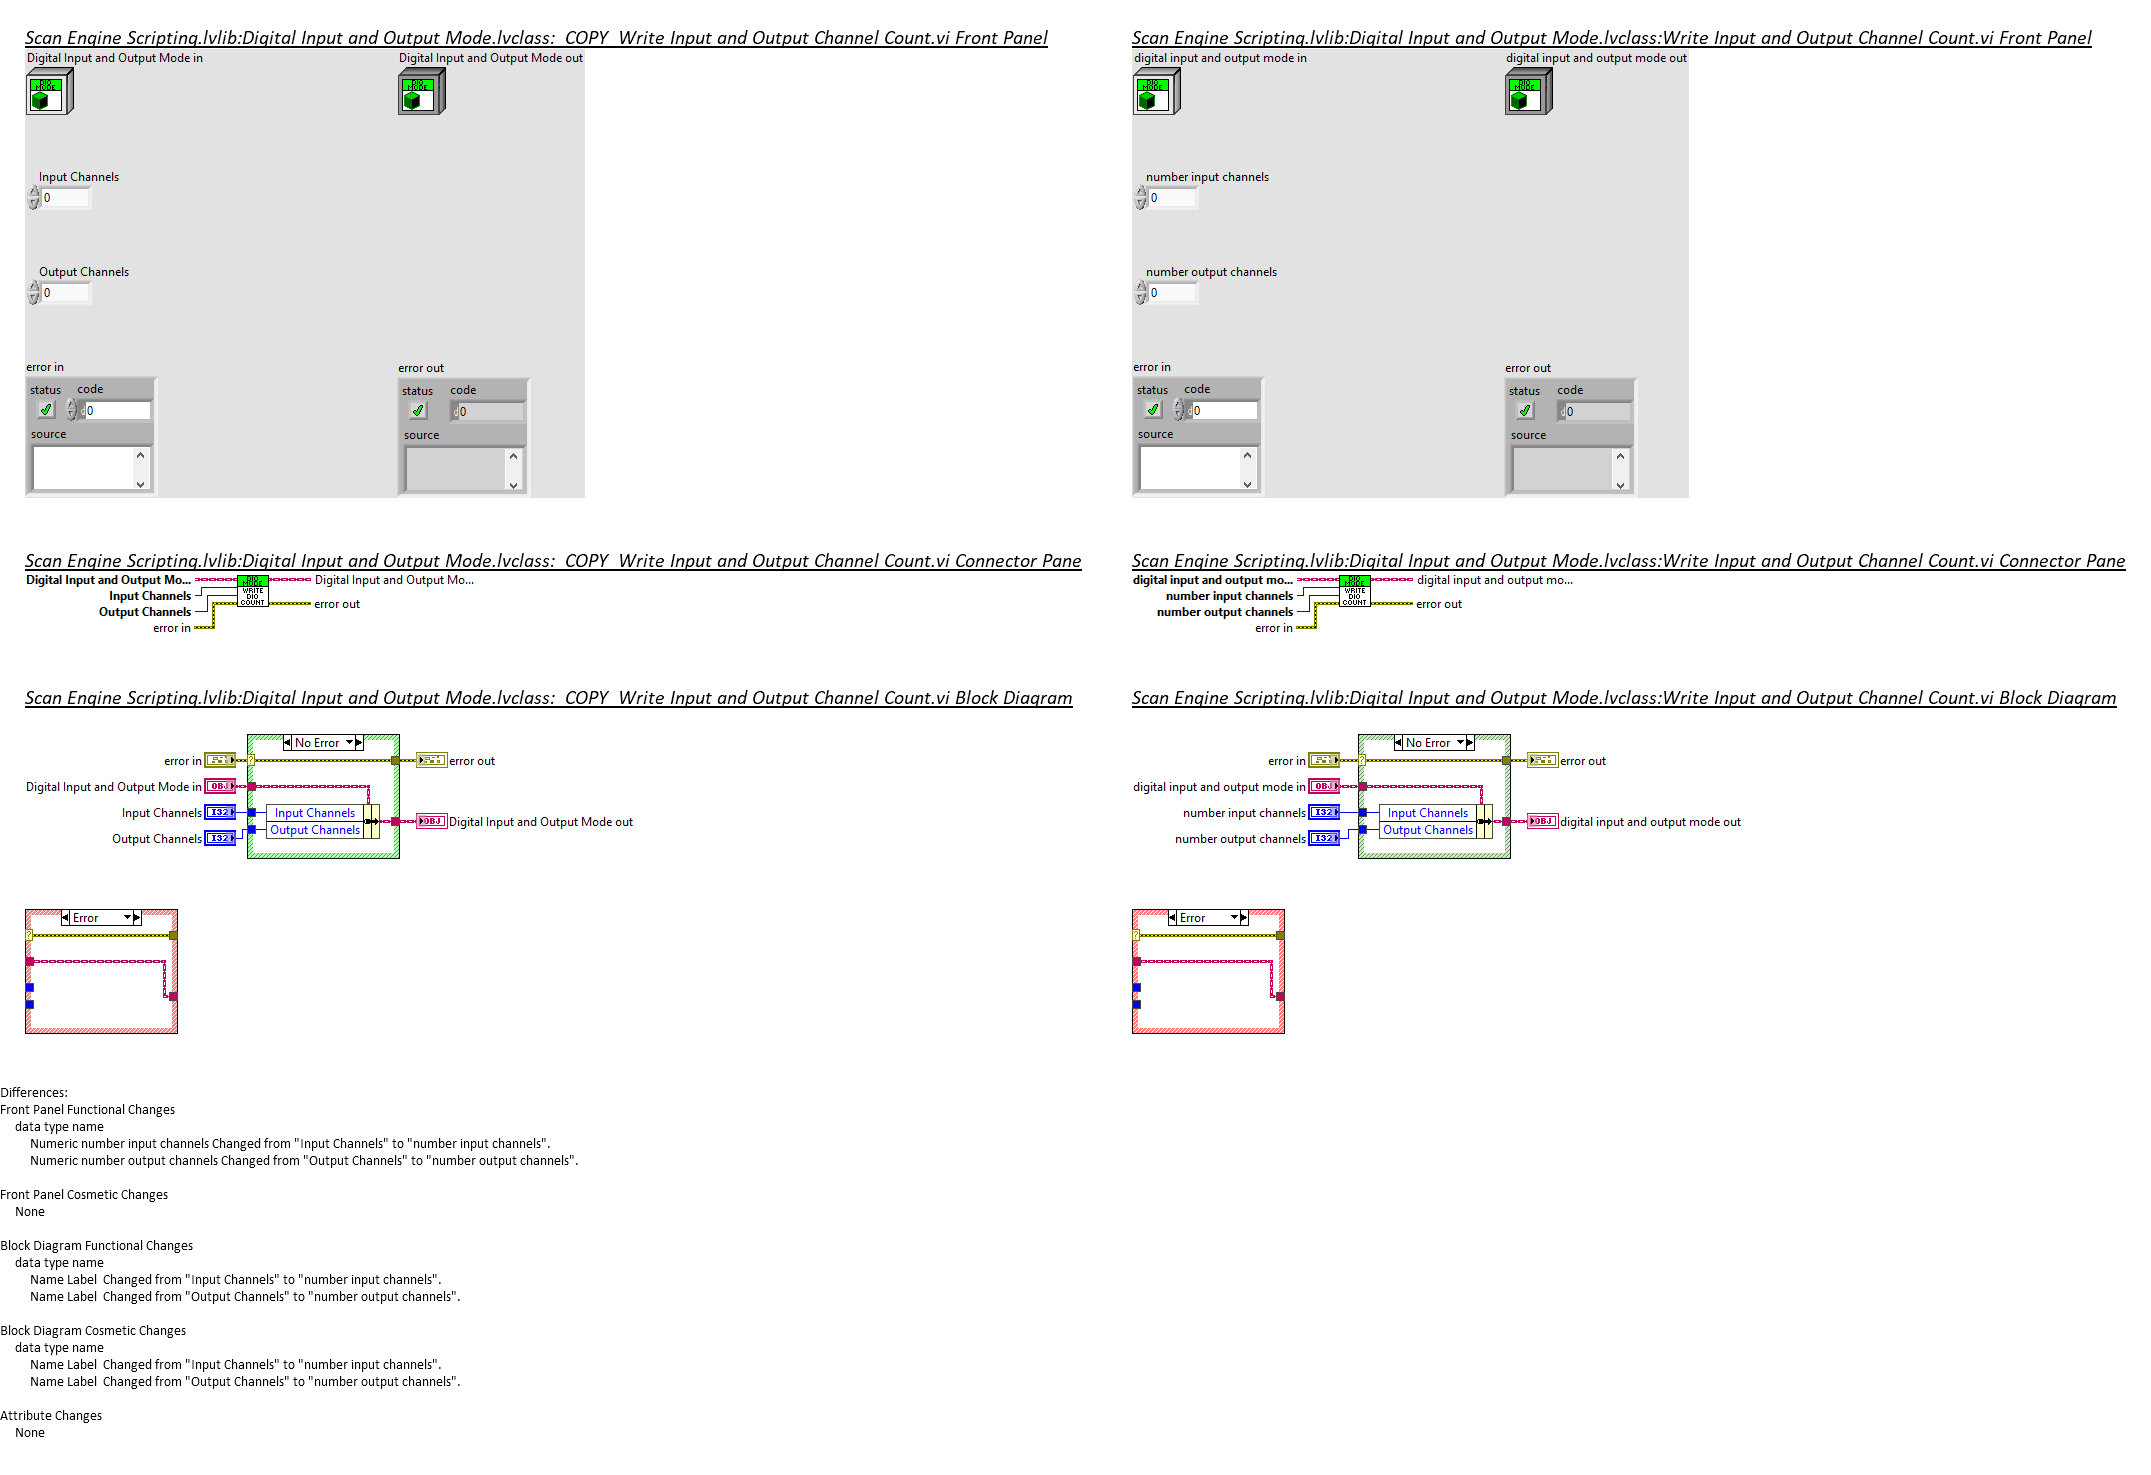 Scan Engine Scripting.lvlib:Digital Input and Output Mode.lvclass:  COPY  Write Input and Output Channel Count.vi Front Panel
Digital Input and Output Mode in
Digital Input and Output Mode out
DIO MODE
DIO MODE
Input Channels
0
Output Channels
0
error in
error out
status code
status code
d0
d0
source
source
Scan Engine Scripting.lvlib:Digital Input and Output Mode.lvclass:Write Input and Output Channel Count.vi Front Panel
digital input and output mode in
digital input and output mode out
DIO MODE
DIO MODE
number input channels
0
number output channels
0
error in
error out
status code
status code
d0
d0
source
source
Scan Engine Scripting.lvlib:Digital Input and Output Mode.lvclass:  COPY  Write Input and Output Channel Count.vi Connector Pane
Digital Input and Output Mo...
Digital Input and Output Mo...
Input Channels
Output Channels
error in
error out
DIO
MODE
WRITE
DIO
COUNT
Scan Engine Scripting.lvlib:Digital Input and Output Mode.lvclass:Write Input and Output Channel Count.vi Connector Pane
digital input and output mo...
digital input and output mo...
number input channels
number output channels
error in
error out
DIO
MODE
WRITE
DIO
COUNT
Scan Engine Scripting.lvlib:Digital Input and Output Mode.lvclass:  COPY  Write Input and Output Channel Count.vi Block Diagram
No Error
error in
?
error out
Digital Input and Output Mode in
OBJ
Input Channels
I32
Input Channels
Output Channels
OBJ
Digital Input and Output Mode out
Output Channels
I32
Error
?
Scan Engine Scripting.lvlib:Digital Input and Output Mode.lvclass:Write Input and Output Channel Count.vi Block Diagram
No Error
error in
?
error out
digital input and output mode in
OBJ
number input channels
I32
Input Channels
Output Channels
OBJ
digital input and output mode out
number output channels
I32
Error
?
Differences:
Front Panel Functional Changes
data type name
Numeric number input channels Changed from "Input Channels" to "number input channels".
Numeric number output channels Changed from "Output Channels" to "number output channels".
Front Panel Cosmetic Changes
None
Block Diagram Functional Changes
data type name
Name Label  Changed from "Input Channels" to "number input channels".
Name Label  Changed from "Output Channels" to "number output channels".
Block Diagram Cosmetic Changes
data type name
Name Label  Changed from "Input Channels" to "number input channels".
Name Label  Changed from "Output Channels" to "number output channels".
Attribute Changes
None